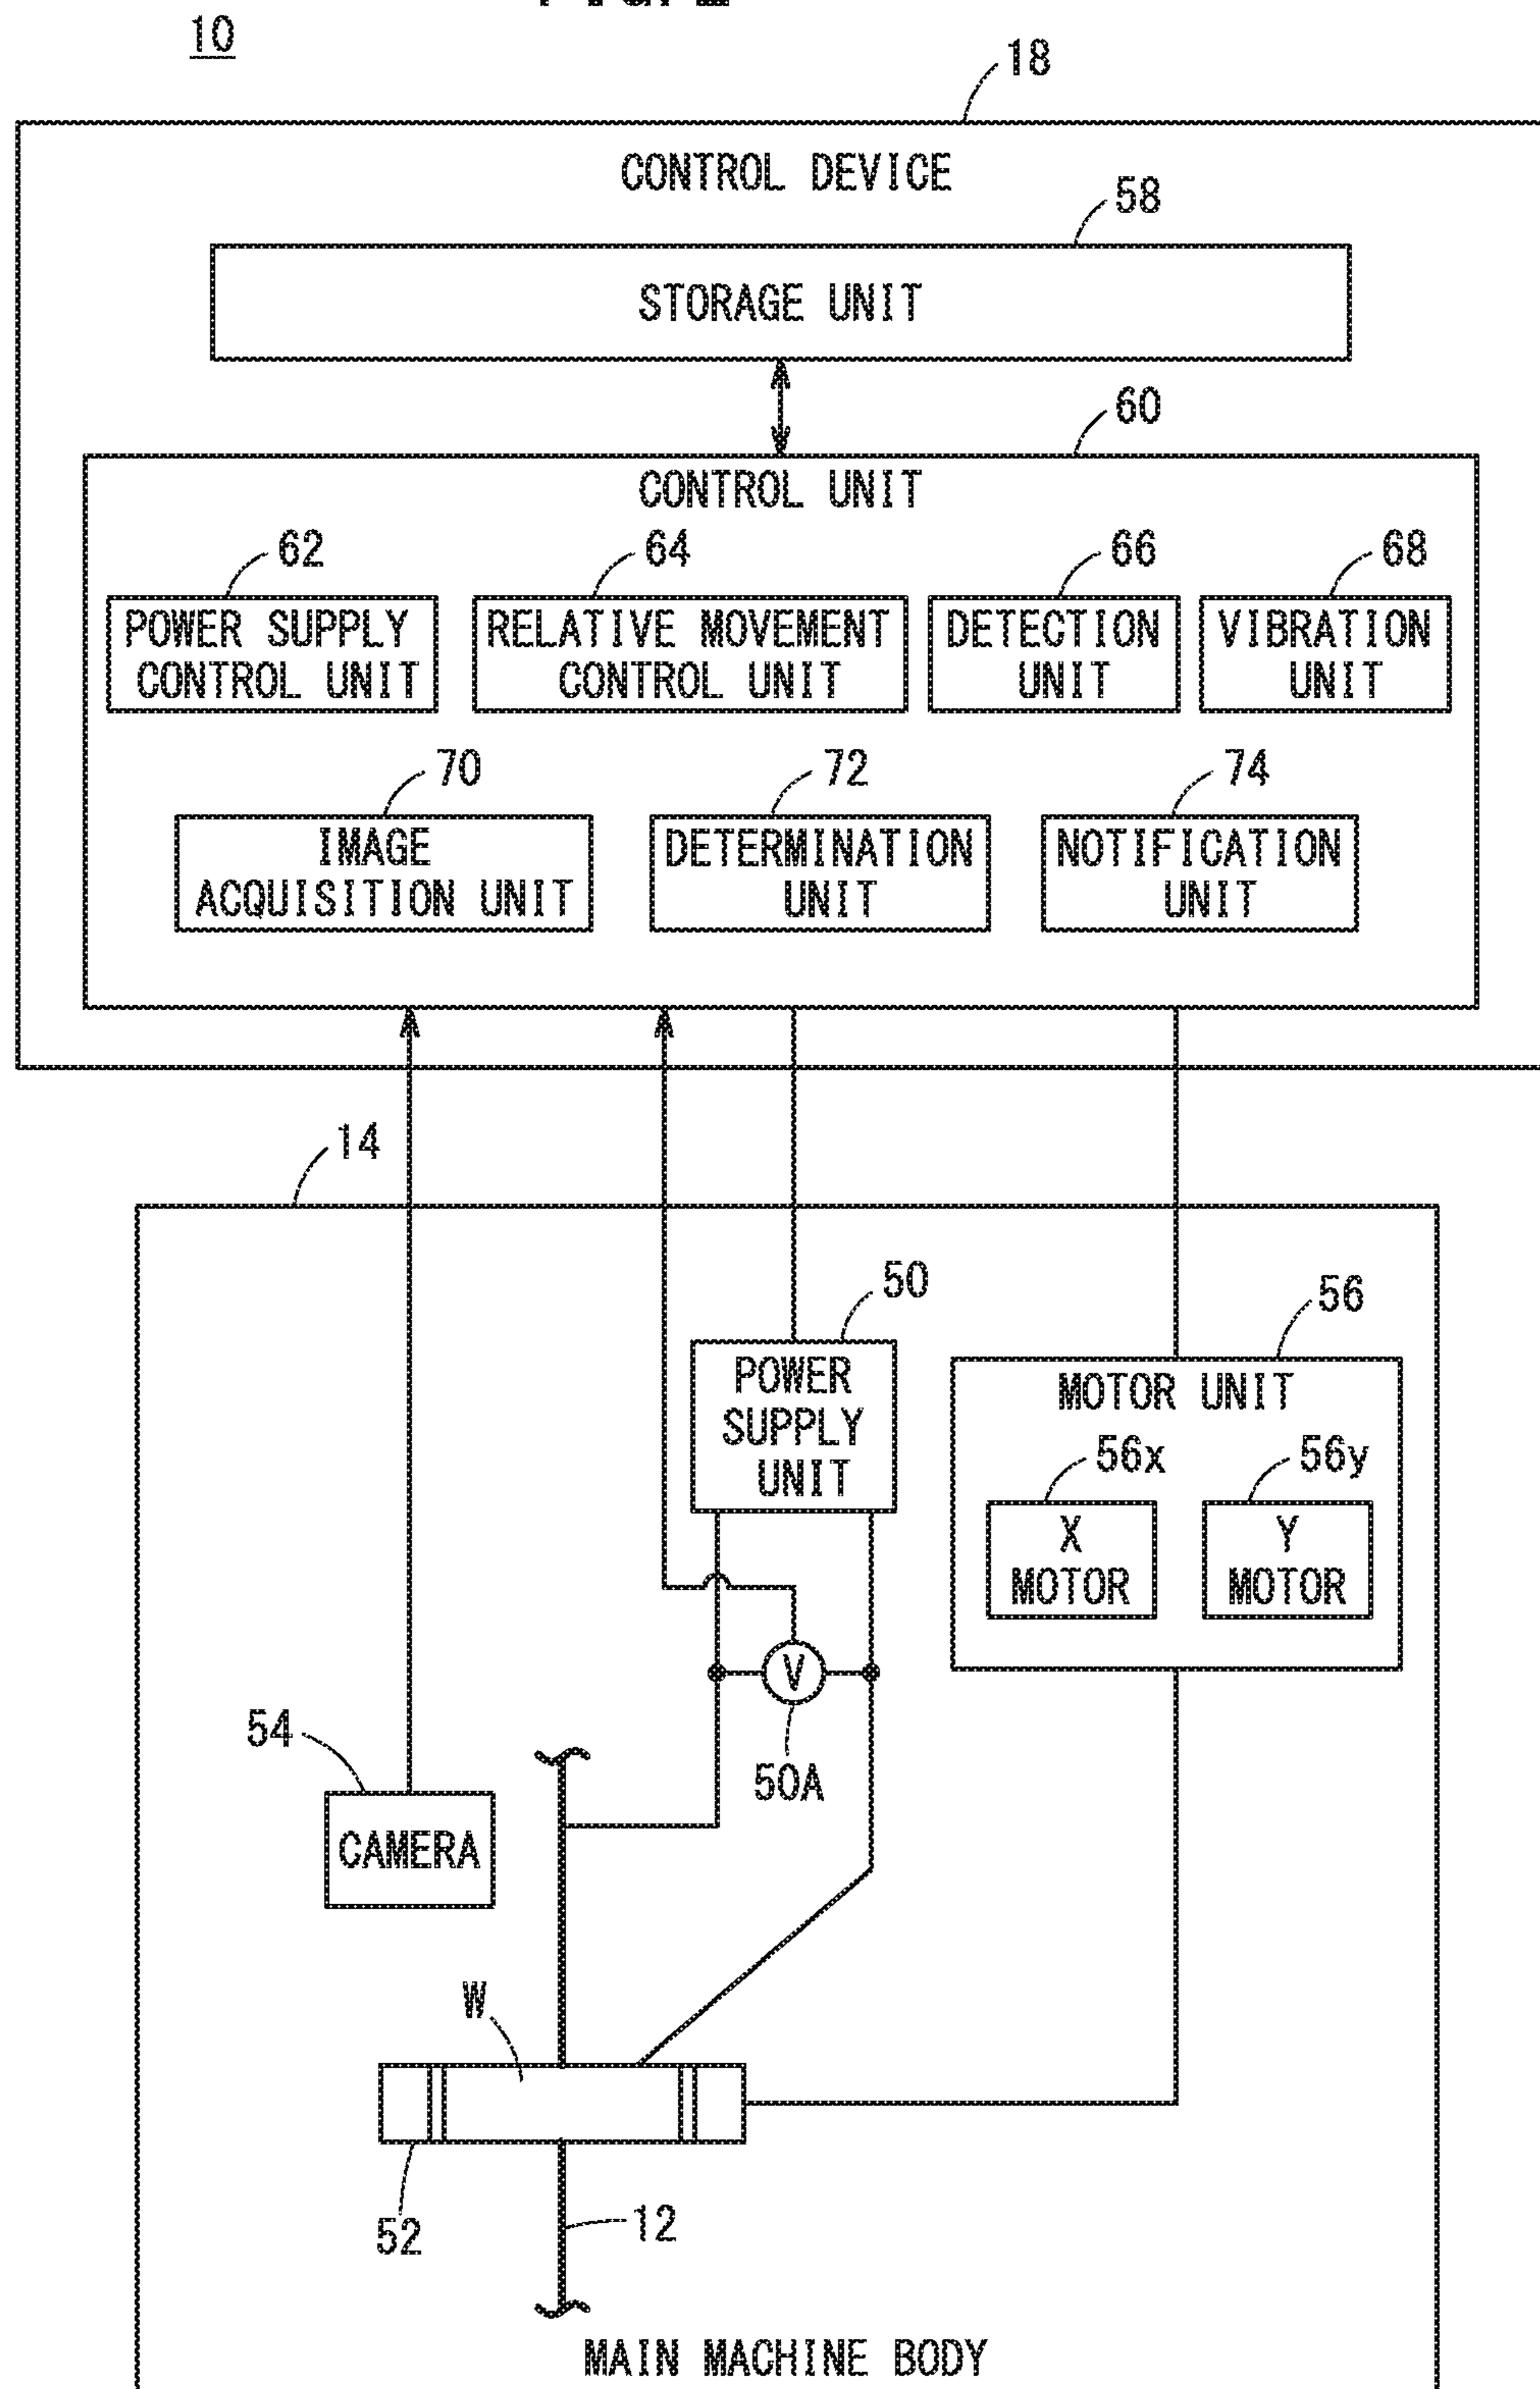 10
18
CONTROL DEVICE
58
STORAGE UNIT
60
CONTROL UNIT
62
64
66
68
POWER SUPPLY
CONTROL UNIT
RELATIVE MOVEMENT
CONTROL UNIT
DETECTION
UNIT
VIBRATION
UNIT
70
72
74
IMAGE
ACQUISITION UNIT
DETERMINATION
UNIT
NOTIFICATION
UNIT
14
50
56
POWER
SUPPLY
UNIT
MOTOR UNIT
56x
56y
X
MOTOR
Y
MOTOR
V
50A
54
CAMERA
W
52
12
MAIN MACHINE BODY